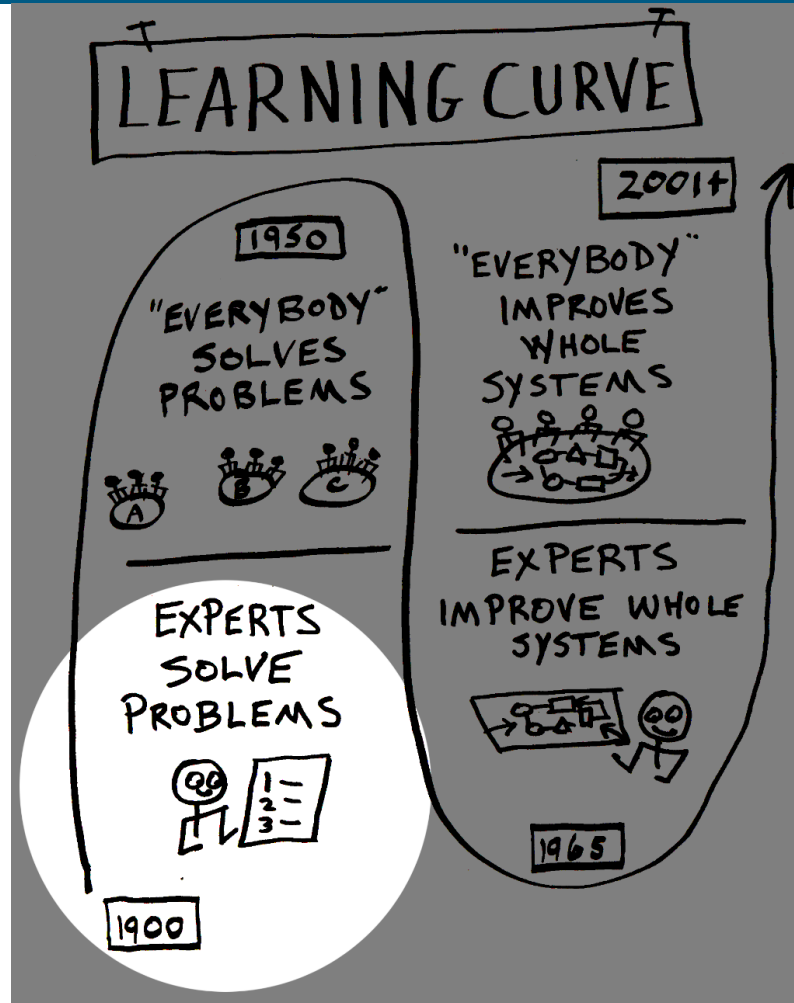 LEARNING CURVE
1950
"EVERYBODY"
SOLVES
PROBLEMS
A
B
C
EXPERTS
SOLVE
PROBLEMS
1 —
2 —
3 —
1900
2001+
"EVERYBODY"
IMPROVES
WHOLE
SYSTEMS
EXPERTS
IMPROVE WHOLE
SYSTEMS
1965